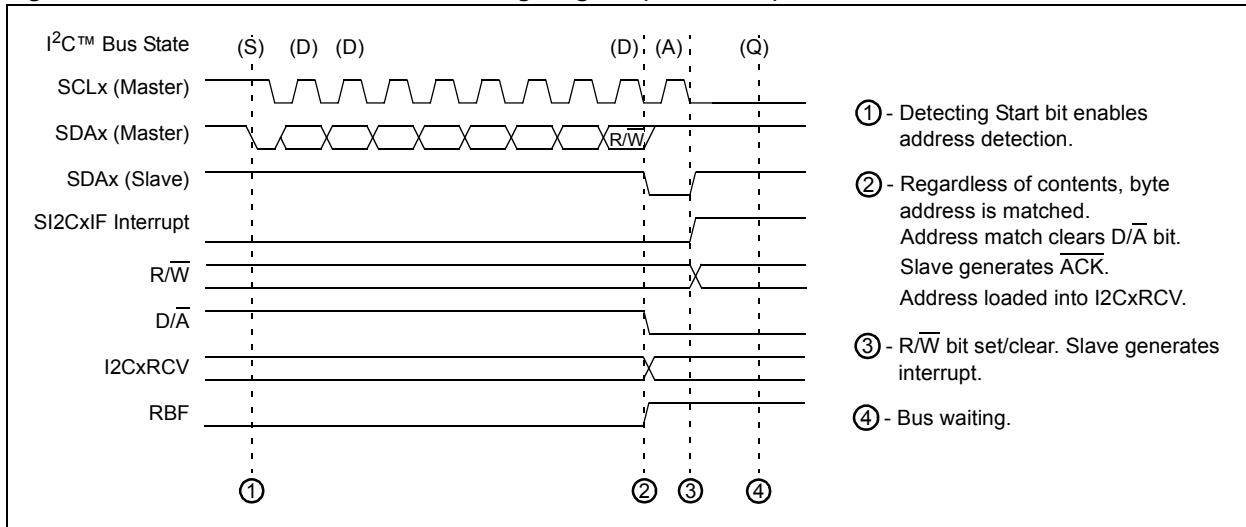 I²C™ Bus State (S) (D) (D) (D) (A) (Q)
SCLx (Master)
SDAx (Master) R/W̅
SDAx (Slave)
SI2CxIF Interrupt
R/W̅
D/A̅
I2CxRCV
RBF
1 2 3 4
① - Detecting Start bit enables
address detection.
② - Regardless of contents, byte
address is matched.
Address match clears D/A̅ bit.
Slave generates A̅C̅K̅.
Address loaded into I2CxRCV.
③ - R/W̅ bit set/clear. Slave generates
interrupt.
④ - Bus waiting.